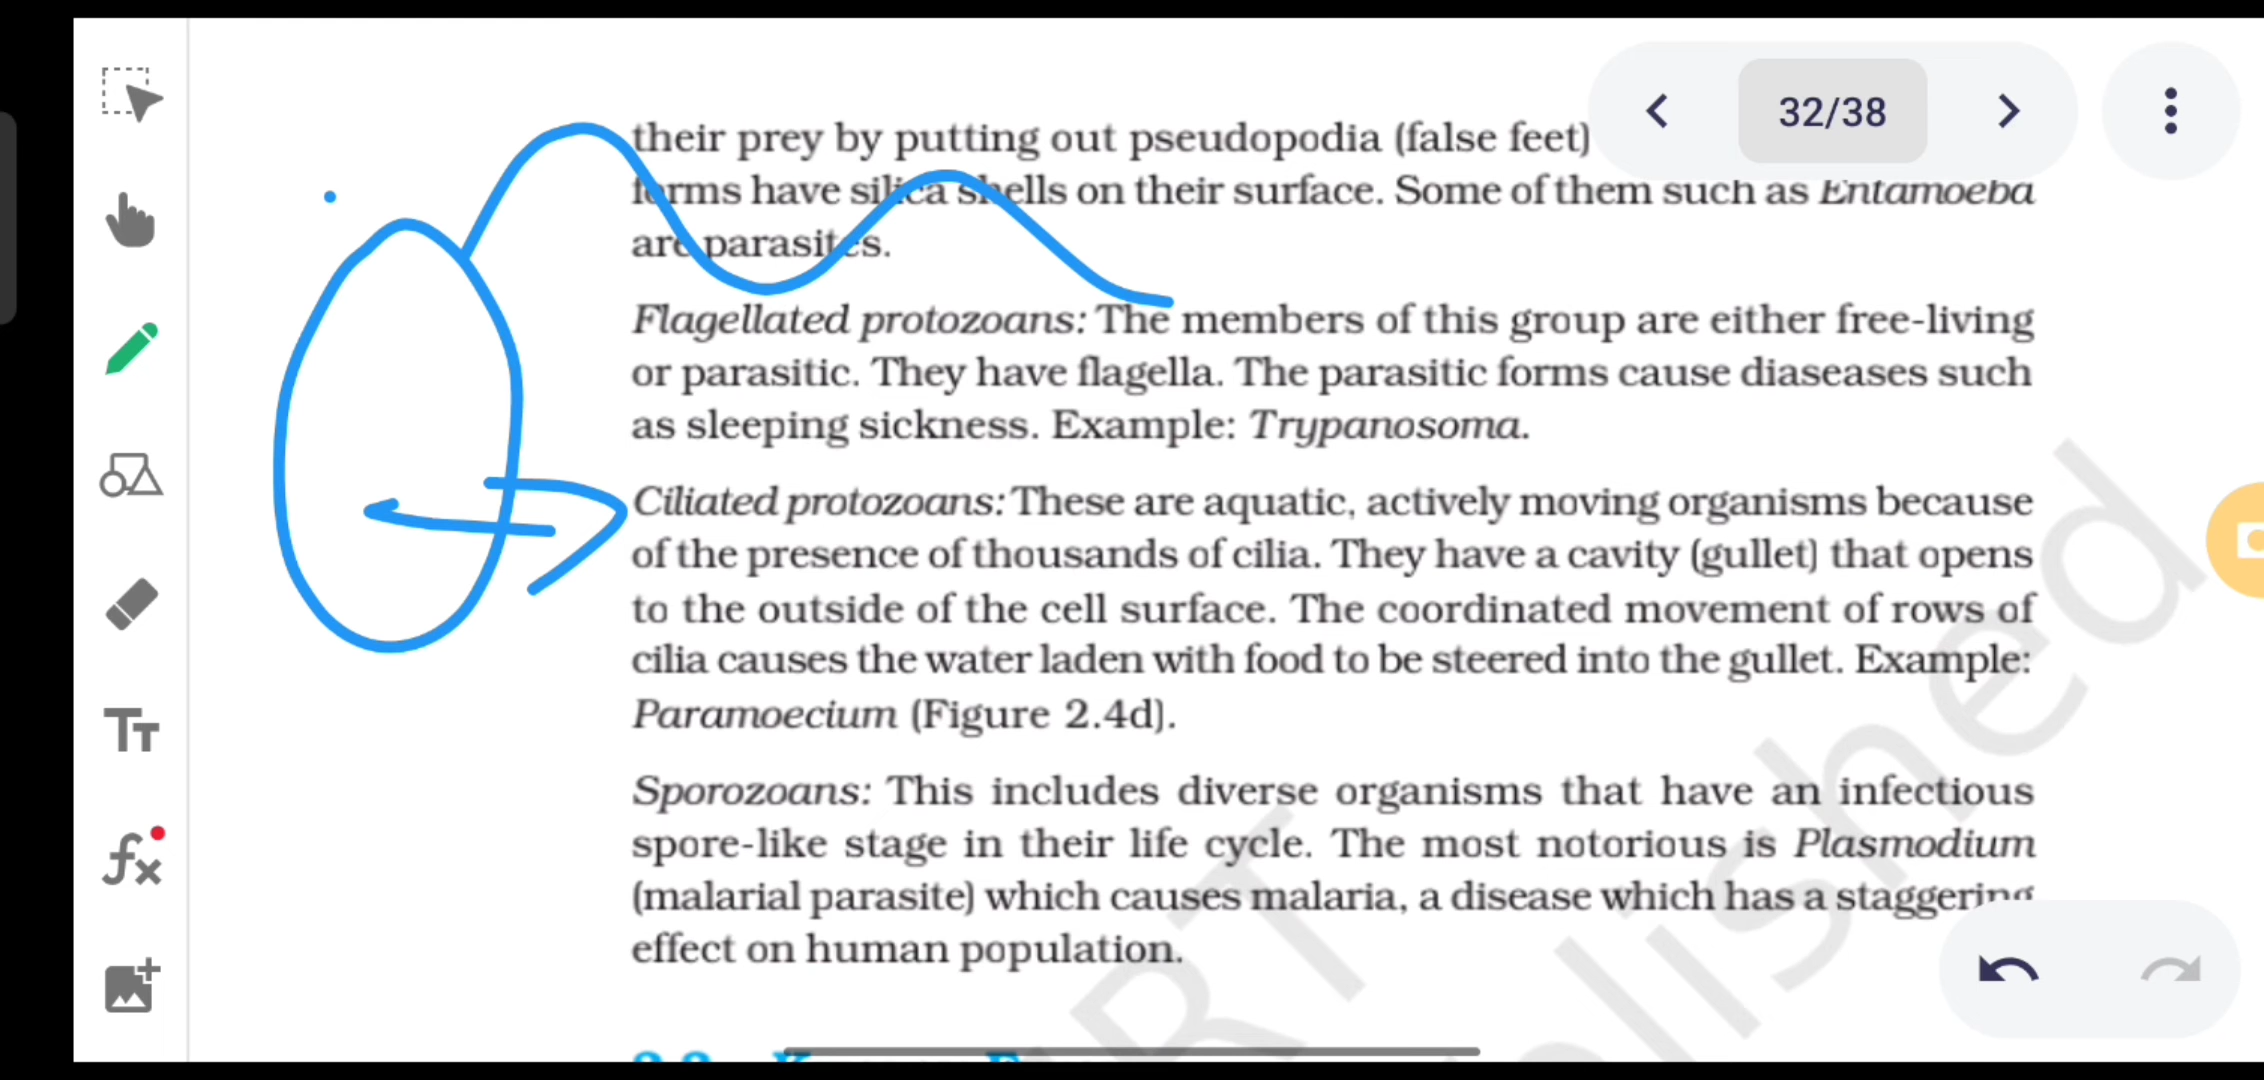 32/38
their prey by putting out pseudopodia (false feet)
forms have silica shells on their surface. Some of them such as Entamoeba
are parasites.
Flagellated protozoans: The members of this group are either free-living
or parasitic. They have flagella. The parasitic forms cause diaseases such
as sleeping sickness. Example: Trypanosoma.
Ciliated protozoans: These are aquatic, actively moving organisms because
of the presence of thousands of cilia. They have a cavity (gullet) that opens
to the outside of the cell surface. The coordinated movement of rows of
cilia causes the water laden with food to be steered into the gullet. Example:
Paramoecium (Figure 2.4d).
Sporozoans: This includes diverse organisms that have an infectious
spore-like stage in their life cycle. The most notorious is Plasmodium
(malarial parasite) which causes malaria, a disease which has a staggering
effect on human population.
Tт
fx